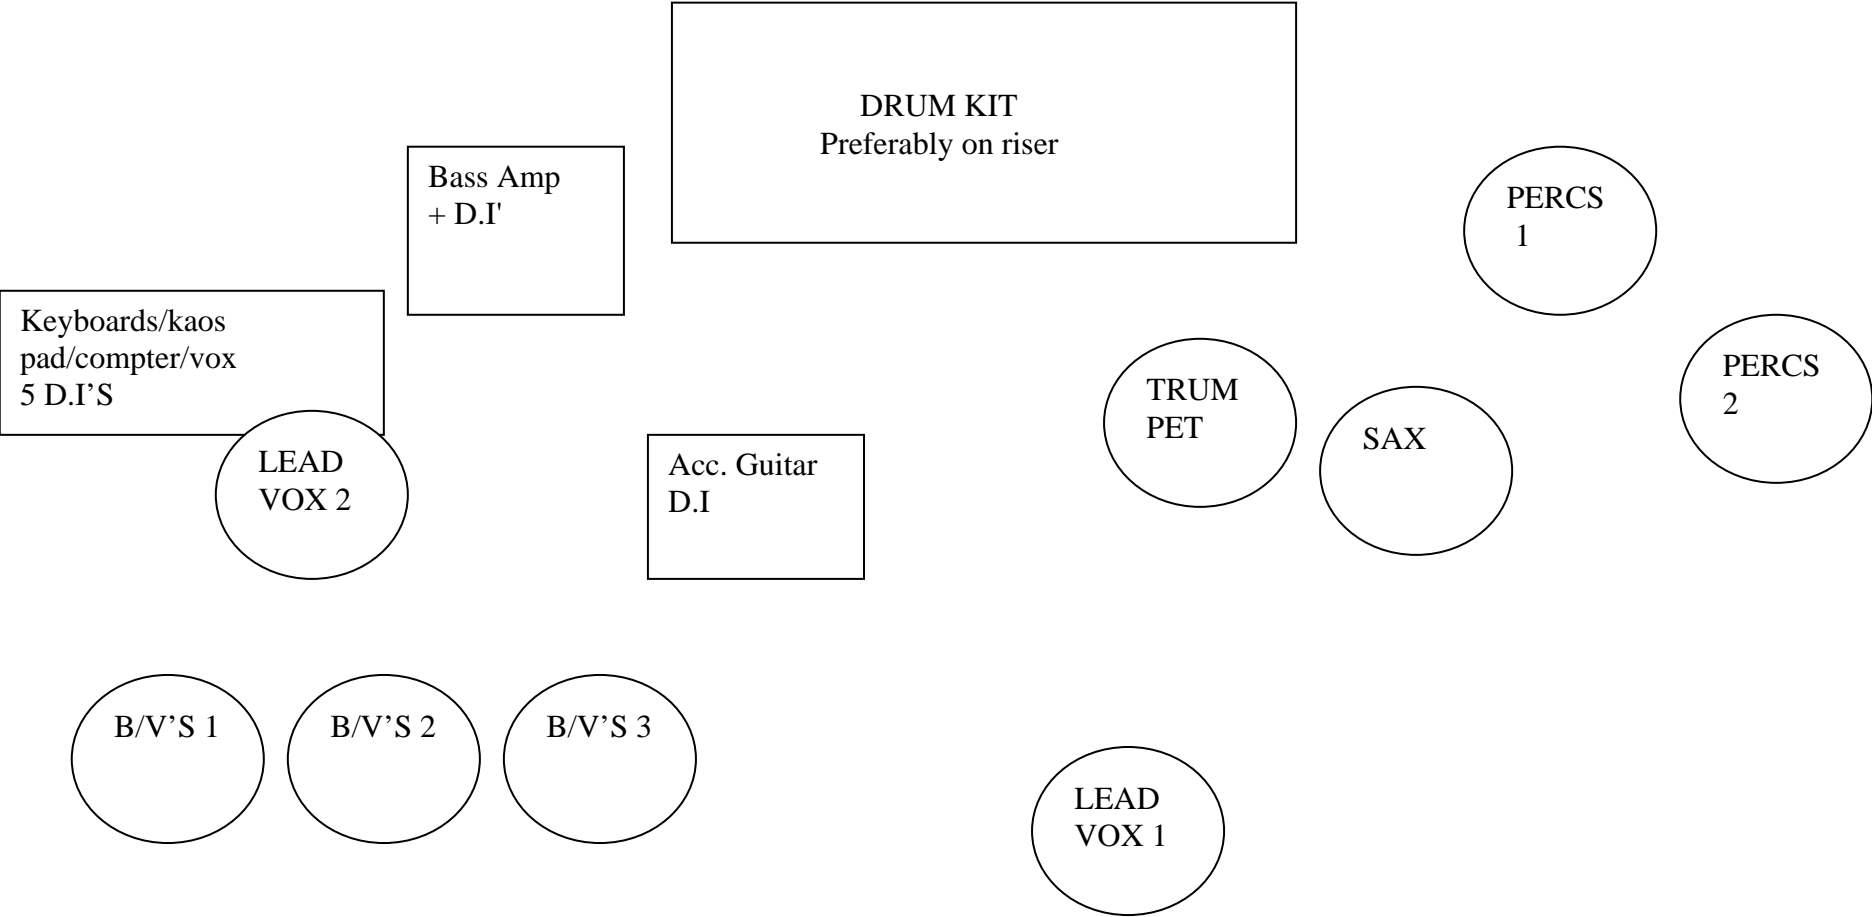 DRUM KIT
Preferably on riser
Bass Amp
+ D.I'
PERCS
1
Keyboards/kaos
pad/compter/vox
5 D.I’S
PERCS
2
TRUM
PET
SAX
LEAD
VOX 2
Acc. Guitar
D.I
B/V’S 1
B/V’S 2
B/V’S 3
LEAD
VOX 1